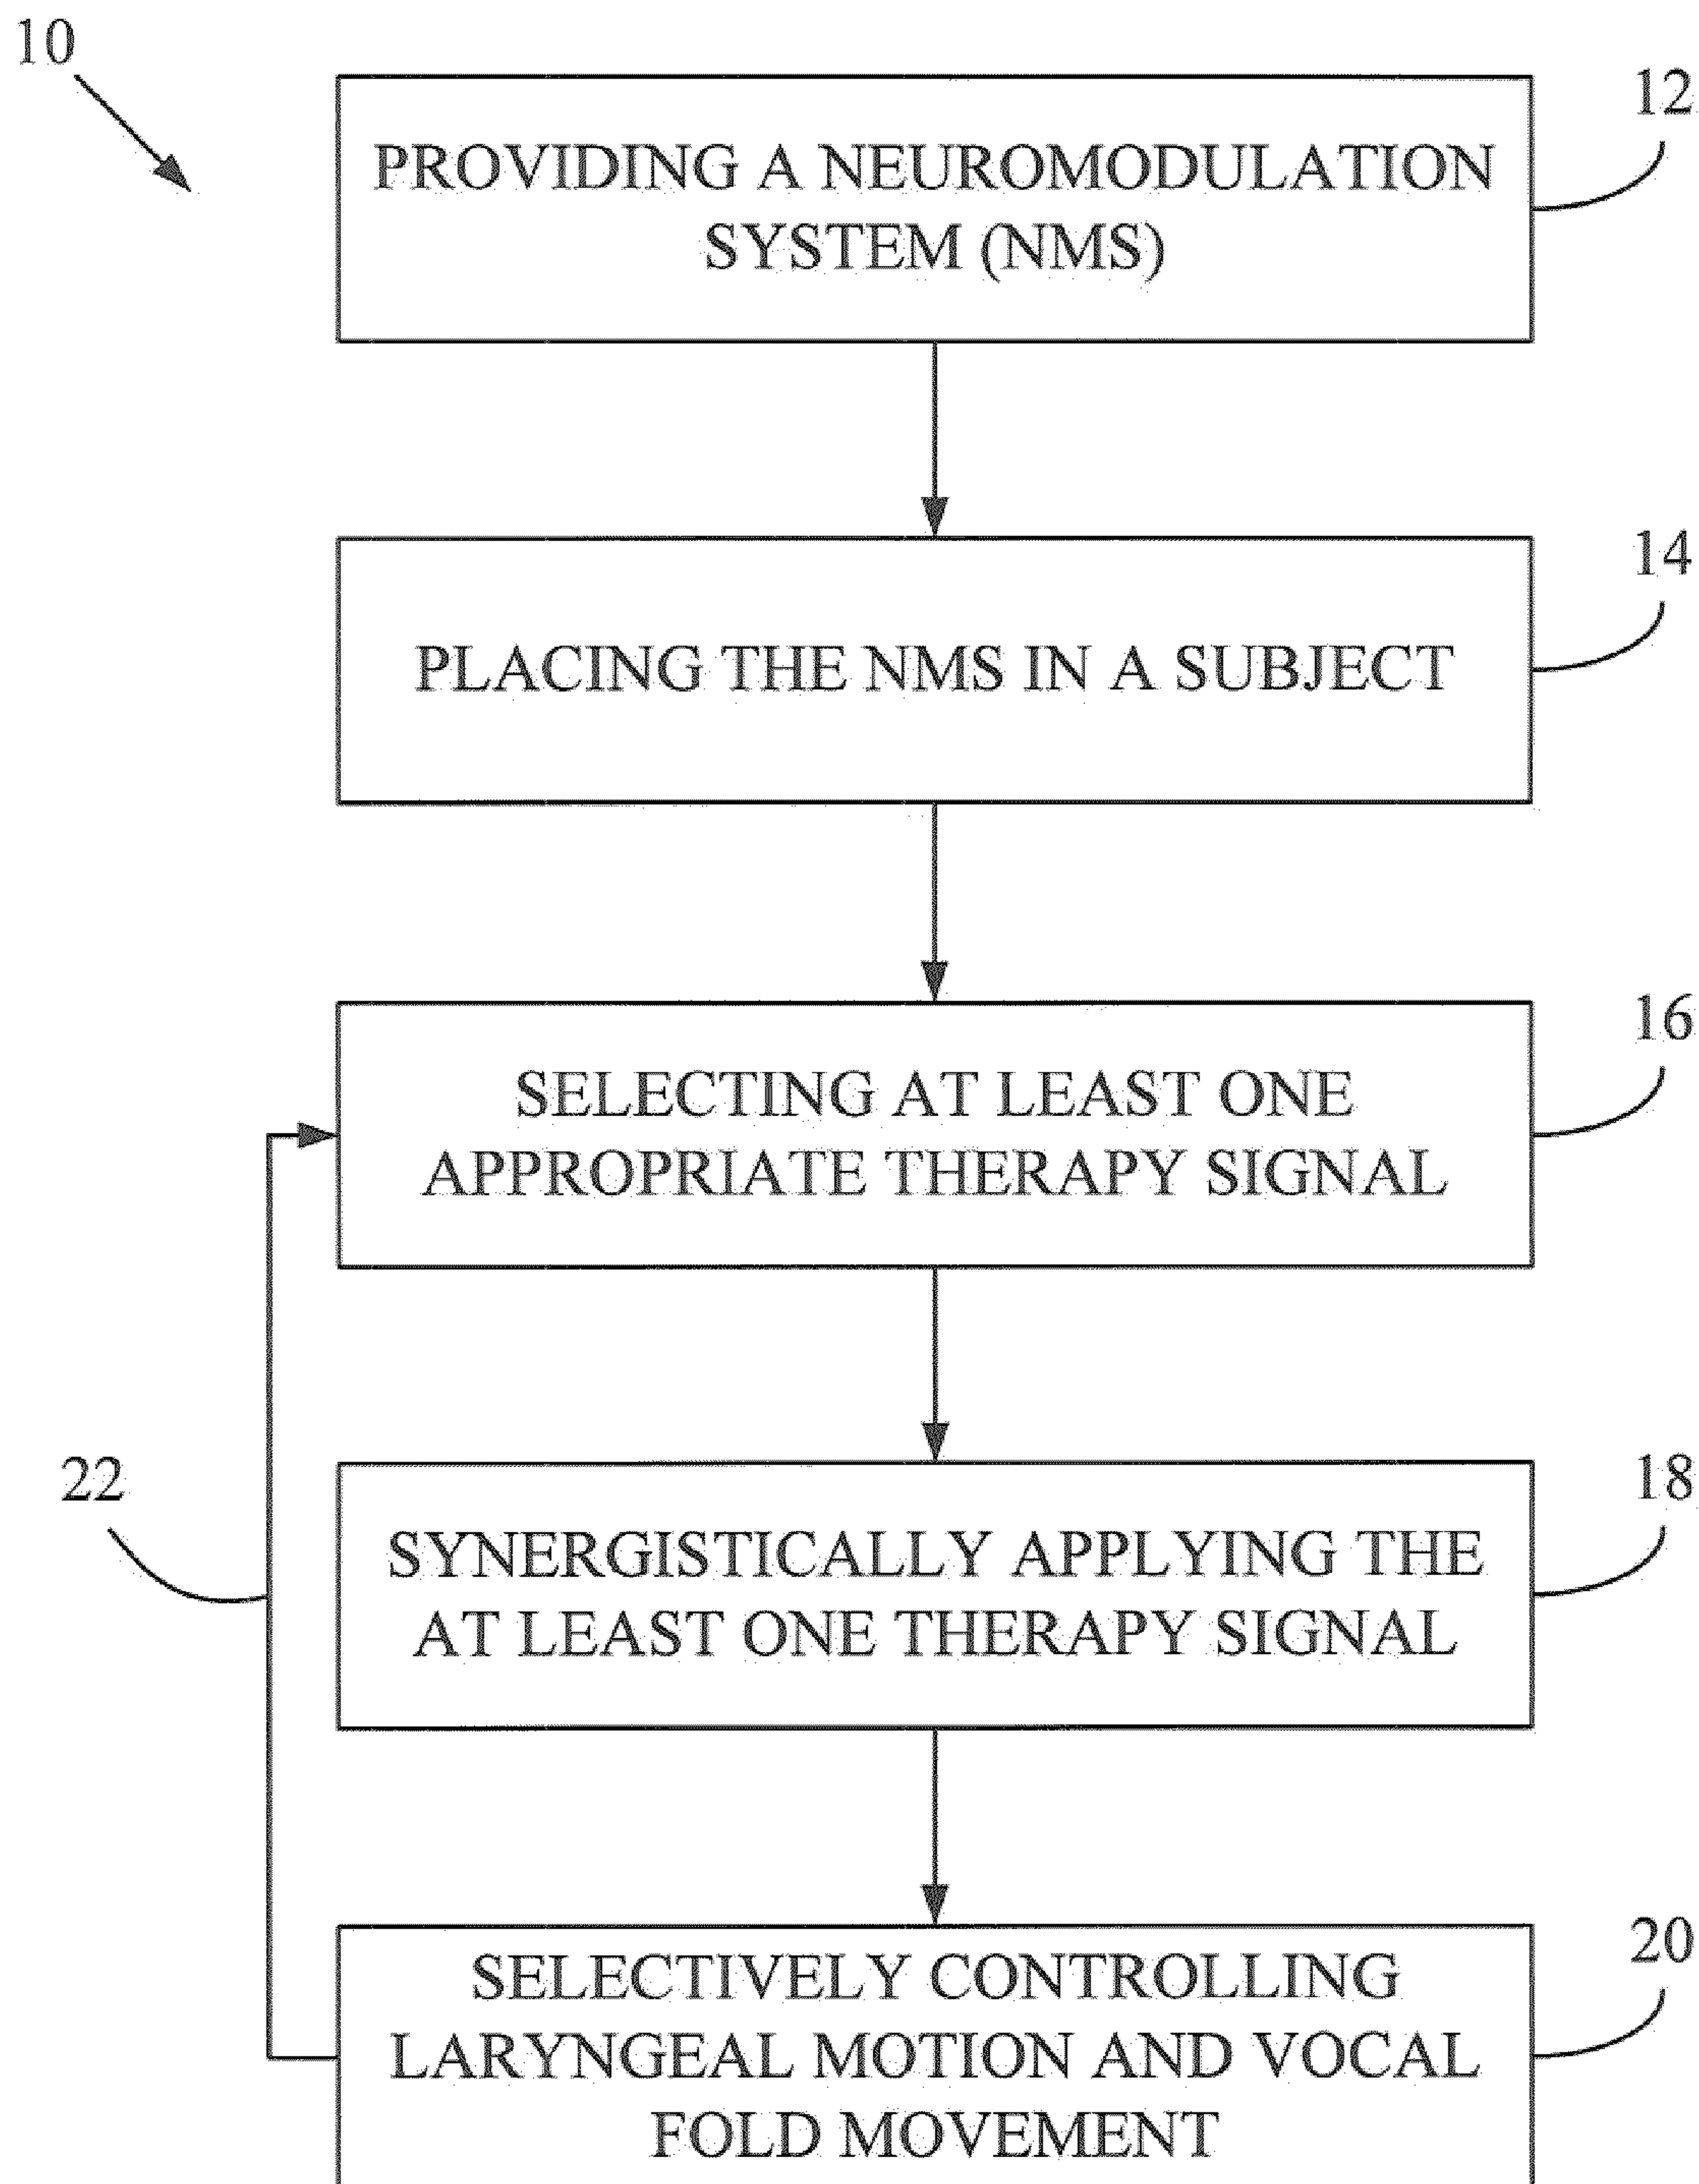 10
12
PROVIDING A NEUROMODULATION
SYSTEM (NMS)
14
PLACING THE NMS IN A SUBJECT
16
SELECTING AT LEAST ONE
APPROPRIATE THERAPY SIGNAL
22
18
SYNERGISTICALLY APPLYING THE
AT LEAST ONE THERAPY SIGNAL
20
SELECTIVELY CONTROLLING
LARYNGEAL MOTION AND VOCAL
FOLD MOVEMENT